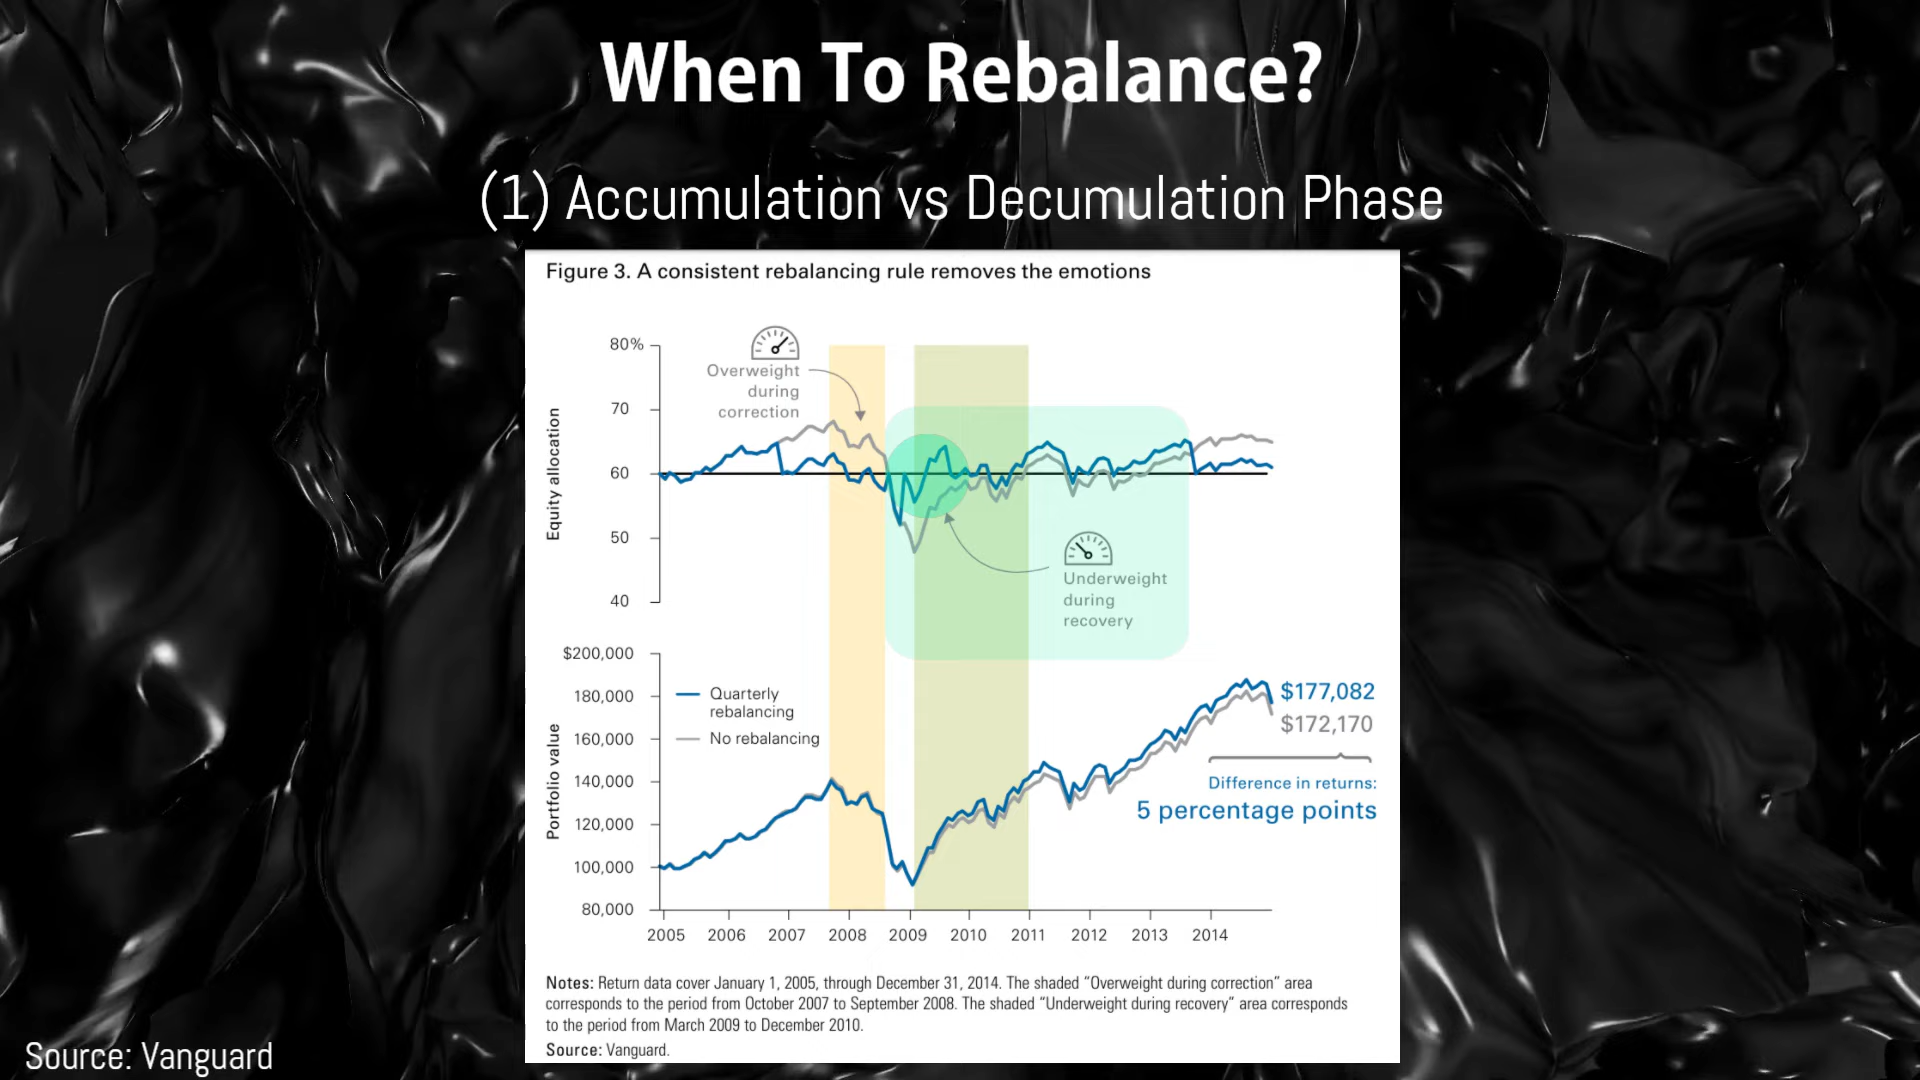 When To Rebalance?
(1) Accumulation vs Decumulation Phase
Figure 3. A consistent rebalancing rule removes the emotions
80%
70
60
50
40
Equity allocation
Overweight
during
correction
Underweight
during
recovery
$200,000
180,000
160,000
140,000
120,000
100,000
80,000
Portfolio value
Quarterly
rebalancing
No rebalancing
$177,082
$172,170
Difference in returns:
5 percentage points
2005 2006 2007 2008 2009 2010 2011 2012 2013 2014
Notes: Return data cover January 1, 2005, through December 31, 2014. The shaded “Overweight during correction” area
corresponds to the period from October 2007 to September 2008. The shaded “Underweight during recovery” area corresponds
to the period from March 2009 to December 2010.
Source: Vanguard.
Source: Vanguard